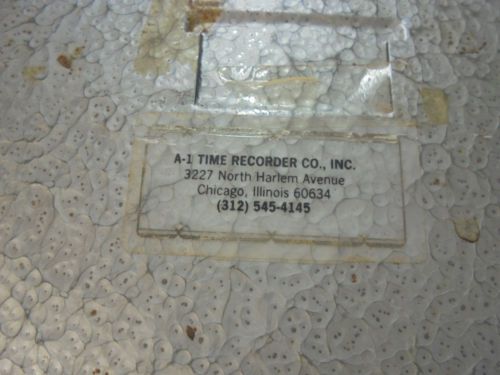 A-1 TIME RECORDER CO., INC.
3227 North Harlem Avenue
Chicago, Illinois 60634
(312) 545-4145